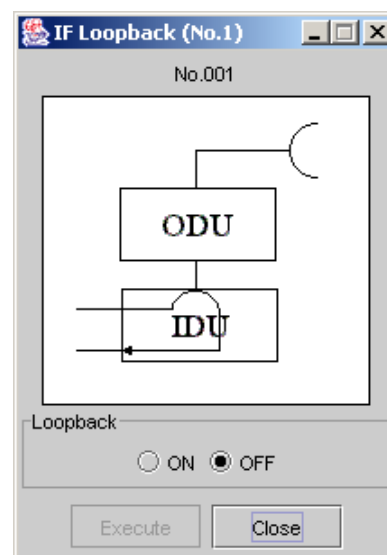 IF Loopback (No.1)
No.001
ODU
IDU
Loopback
ON OFF
Execute Close